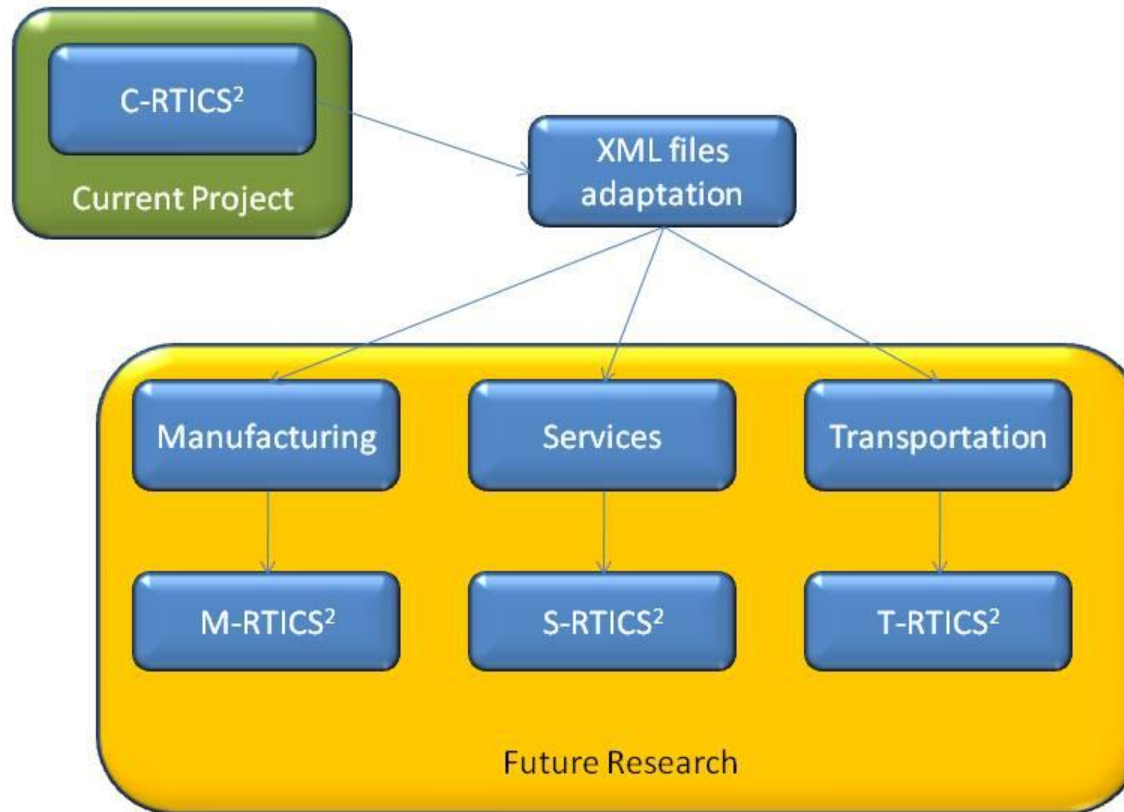 C-RTICS²
Current Project
XML files
adaptation
Manufacturing
Services
Transportation
M-RTICS²
S-RTICS²
T-RTICS²
Future Research